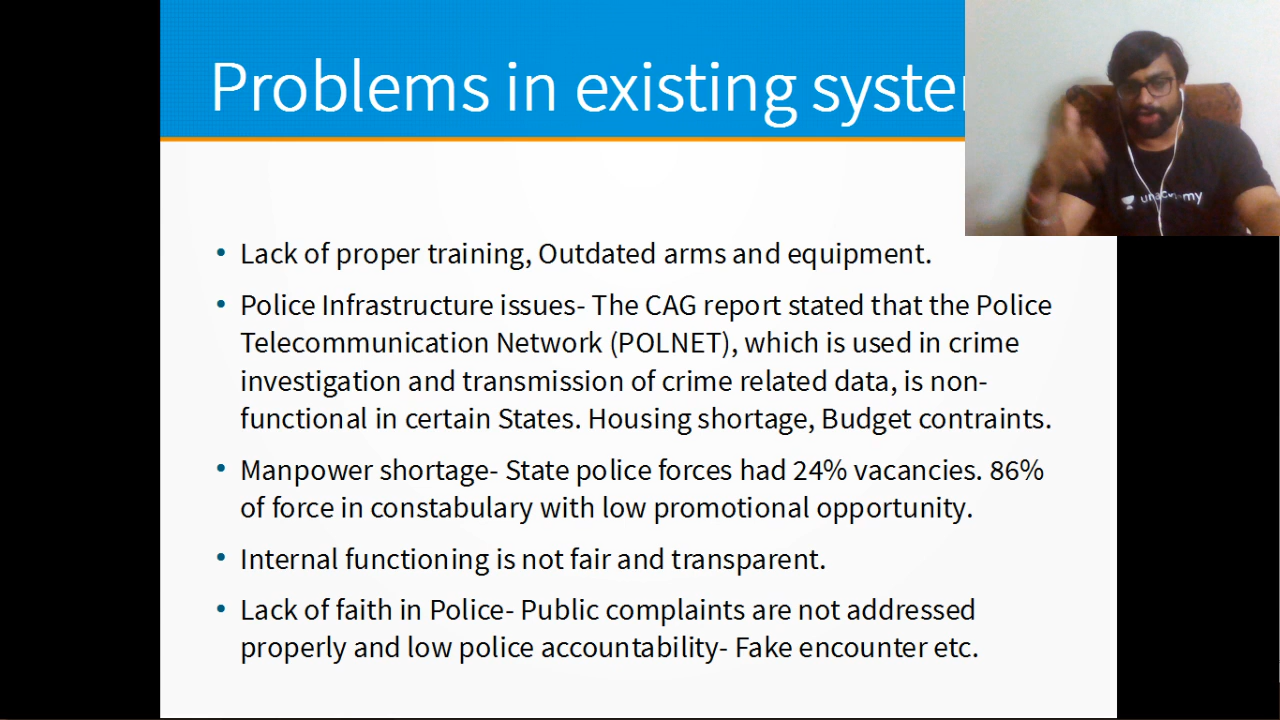 Problems in existing syste
• Lack of proper training, Outdated arms and equipment.
• Police Infrastructure issues- The CAG report stated that the Police
Telecommunication Network (POLNET), which is used in crime
investigation and transmission of crime related data, is non-
functional in certain States. Housing shortage, Budget contraints.
• Manpower shortage- State police forces had 24% vacancies. 86%
of force in constabulary with low promotional opportunity.
• Internal functioning is not fair and transparent.
• Lack of faith in Police- Public complaints are not addressed
properly and low police accountability- Fake encounter etc.